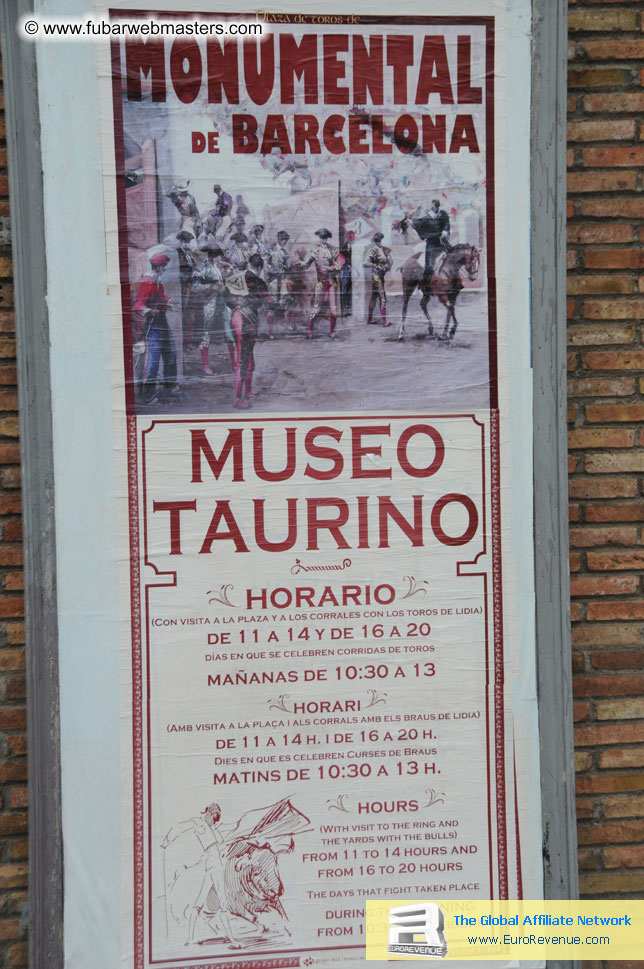 © www.fubarwebmasters.com
Plaza de toros de
MONUMENTAL
DE BARCELONA
MUSEO
TAURINO
HORARIO
(CON VISITA A LA PLAZA Y A LOS CORRALES CON LOS TOROS DE LIDIA)
DE 11 A 14 Y DE 16 A 20
DÍAS EN QUE SE CELEBREN CORRIDAS DE TOROS
MAÑANAS DE 10:30 A 13
HORARI
(AMB VISITA A LA PLAÇA I ALS CORRALS AMB ELS BRAUS DE LIDIA)
DE 11 A 14 H. I DE 16 A 20 H.
DIES EN QUE ES CELEBREN CURSES DE BRAUS
MATINS DE 10:30 A 13 H.
HOURS
(WITH VISIT TO THE RING AND
THE YARDS WITH THE BULLS)
FROM 11 TO 14 HOURS AND
FROM 16 TO 20 HOURS
THE DAYS THAT FIGHT TAKEN PLACE
DURING
FROM 10.30
R
EUROREVENUE
The Global Affiliate Network
www.EuroRevenue.com